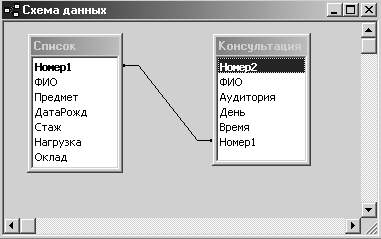 Схема данных
Список
Номер1
ФИО
Предмет
ДатаРожд
Стаж
Нагрузка
Оклад
Консультация
Номер2
ФИО
Аудитория
День
Время
Номер1